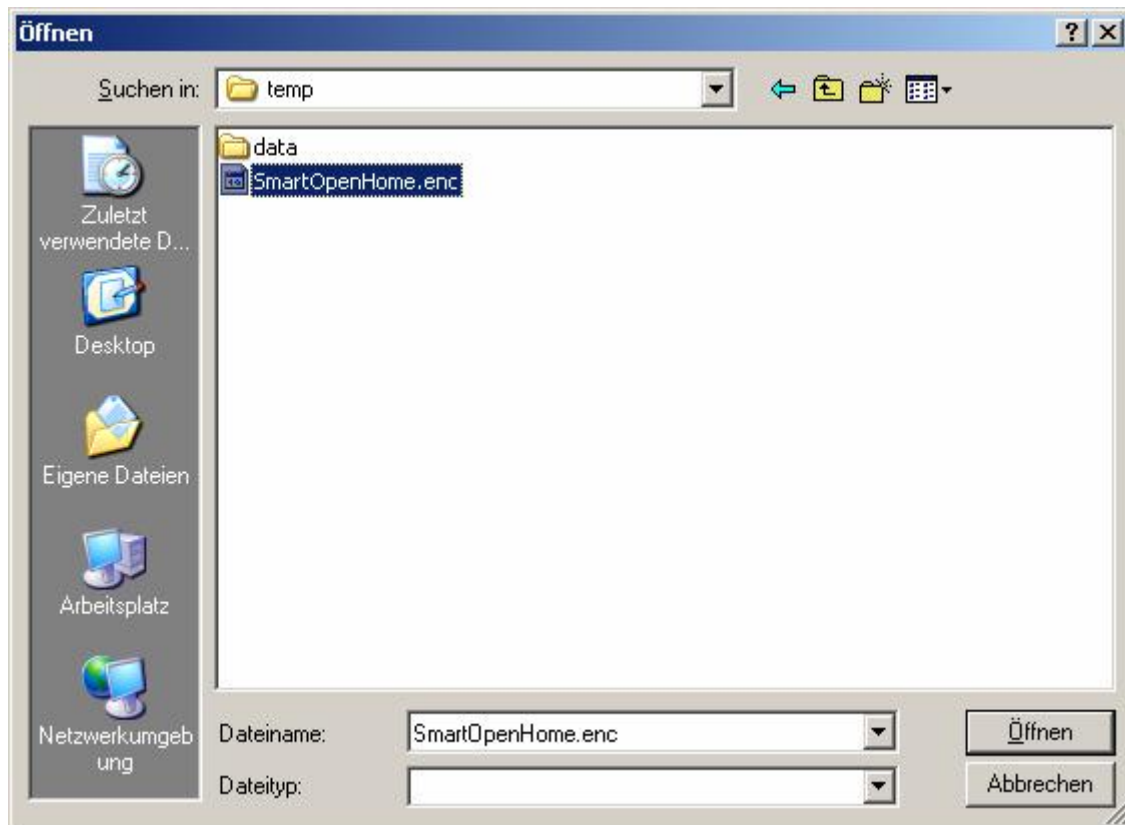 Öffnen
Suchen in:
temp
data
SmartOpenHome.enc
Zuletzt
verwendete D...
Desktop
Eigene Dateien
Arbeitsplatz
Netzwerkumgeb
ung
Dateiname:
SmartOpenHome.enc
Öffnen
Dateityp:
Abbrechen